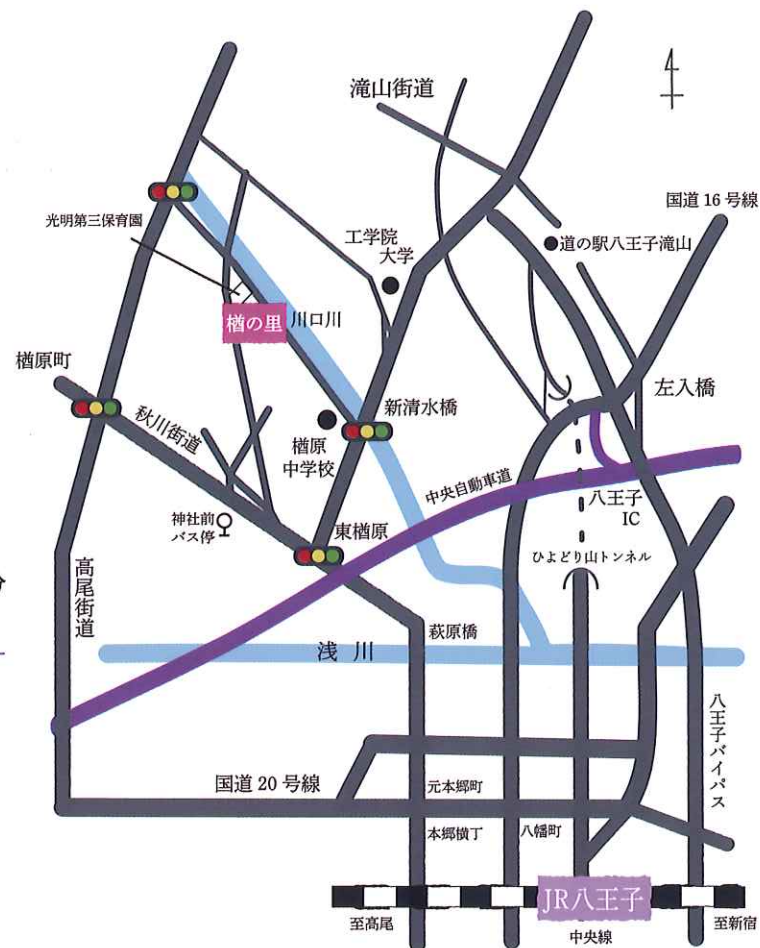 滝山街道
国道16号線
光明第三保育園
工学院
大学
道の駅八王子滝山
楢の里
川口川
楢原町
左入橋
新清水橋
秋川街道
楢原
中学校
中央自動車道
八王子
IC
神社前
バス停
東楢原
ひよどり山トンネル
分
高尾街道
萩原橋
浅川
八王子バイパス
国道20号線
元本郷町
本郷横丁
八幡町
JR八王子
至高尾
至新宿
中央線